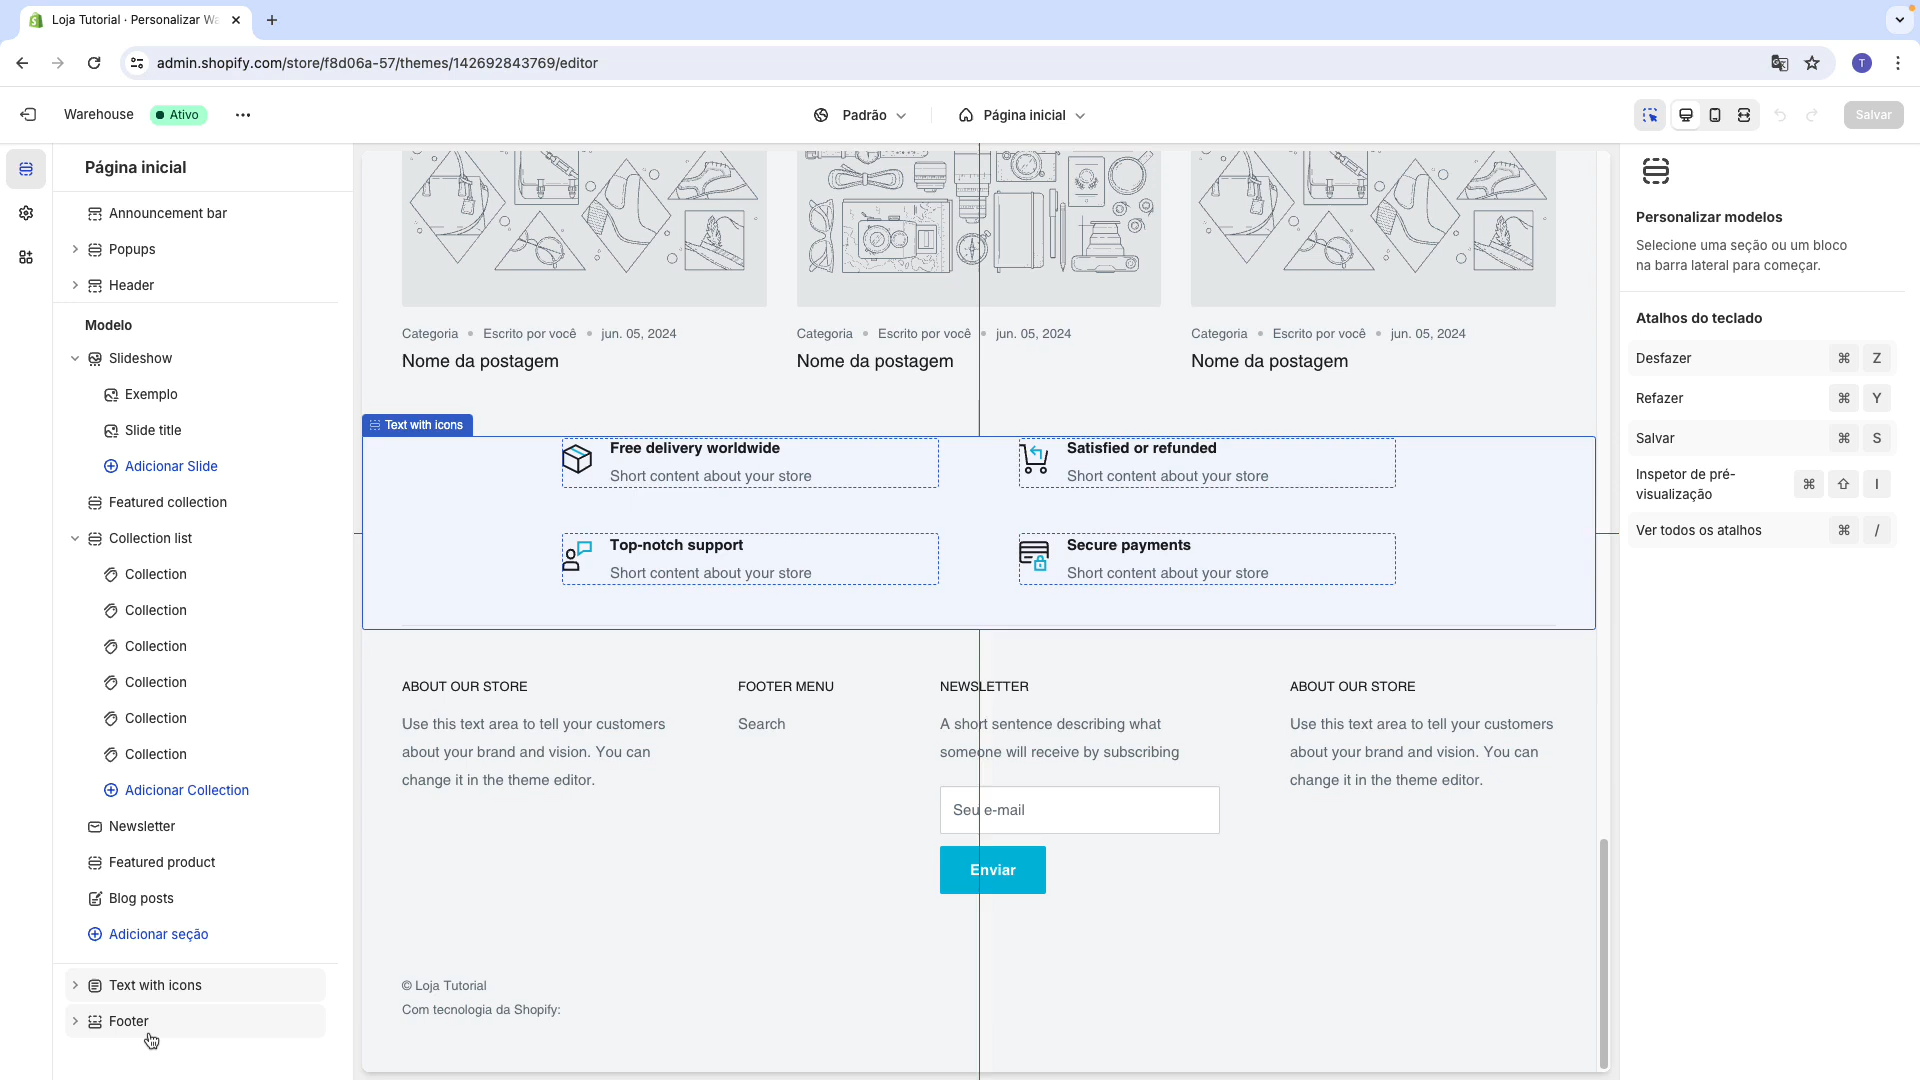 Loja Tutorial · Personalizar Wa
admin.shopify.com/store/f8d06a-57/themes/142692843769/editor
T
Warehouse
Ativo
Padrão
Página inicial
Salvar
Página inicial
Announcement bar
Popups
Header
Modelo
Slideshow
Exemplo
Slide title
Adicionar Slide
Featured collection
Collection list
Collection
Collection
Collection
Collection
Collection
Collection
Adicionar Collection
Newsletter
Featured product
Blog posts
Adicionar seção
Text with icons
Footer
Categoria • Escrito por você • jun. 05, 2024
Nome da postagem
Categoria • Escrito por você • jun. 05, 2024
Nome da postagem
Categoria • Escrito por você • jun. 05, 2024
Nome da postagem
Text with icons
Free delivery worldwide
Short content about your store
Satisfied or refunded
Short content about your store
Top-notch support
Short content about your store
Secure payments
Short content about your store
ABOUT OUR STORE
Use this text area to tell your customers
about your brand and vision. You can
change it in the theme editor.
FOOTER MENU
Search
NEWSLETTER
A short sentence describing what
someone will receive by subscribing
Seu e-mail
Enviar
ABOUT OUR STORE
Use this text area to tell your customers
about your brand and vision. You can
change it in the theme editor.
© Loja Tutorial
Com tecnologia da Shopify:
Personalizar modelos
Selecione uma seção ou um bloco
na barra lateral para começar.
Atalhos do teclado
Desfazer ⌘ Z
Refazer ⌘ Y
Salvar ⌘ S
Inspetor de pré-
visualização ⌘ ⇧ I
Ver todos os atalhos ⌘ /